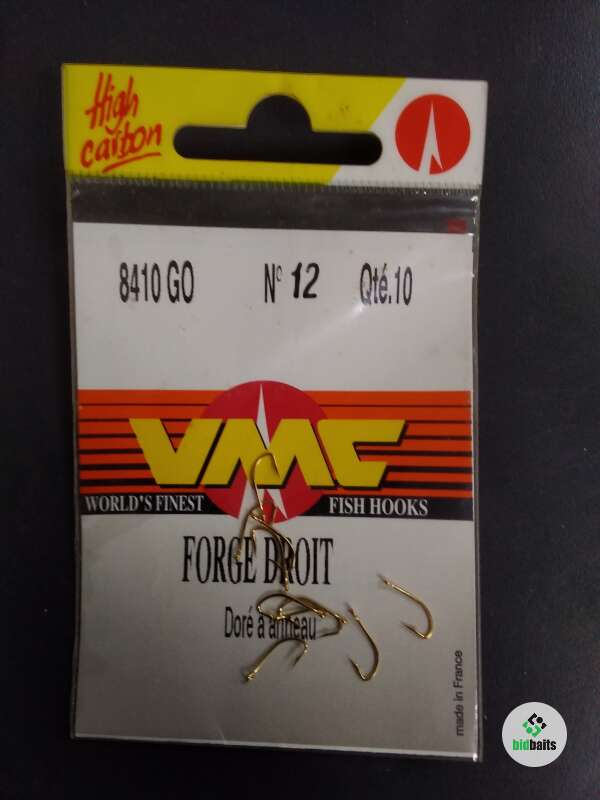 High
carbon
8410 GO N° 12 Qté.10
VMC
WORLD'S FINEST FISH HOOKS
FORGE DROIT
Doré à anneau
made in France
bidbaits